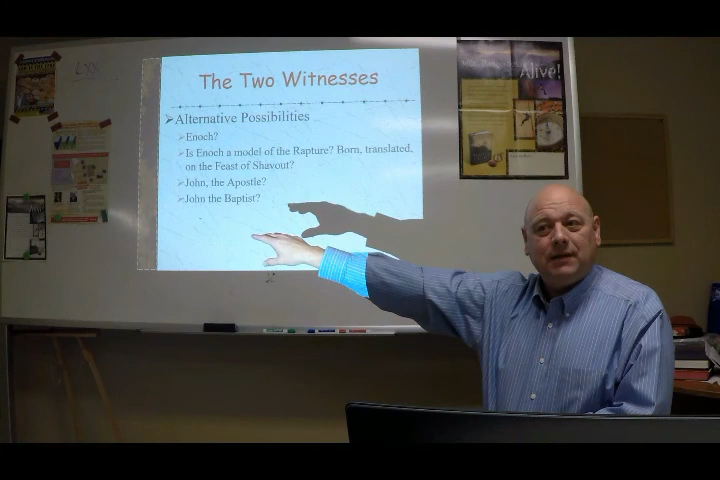 LXX
Alive!
The Two Witnesses
➢Alternative Possibilities
➢Enoch?
➢Is Enoch a model of the Rapture? Born, translated,
on the Feast of Shavout?
➢John, the Apostle?
➢John the Baptist?